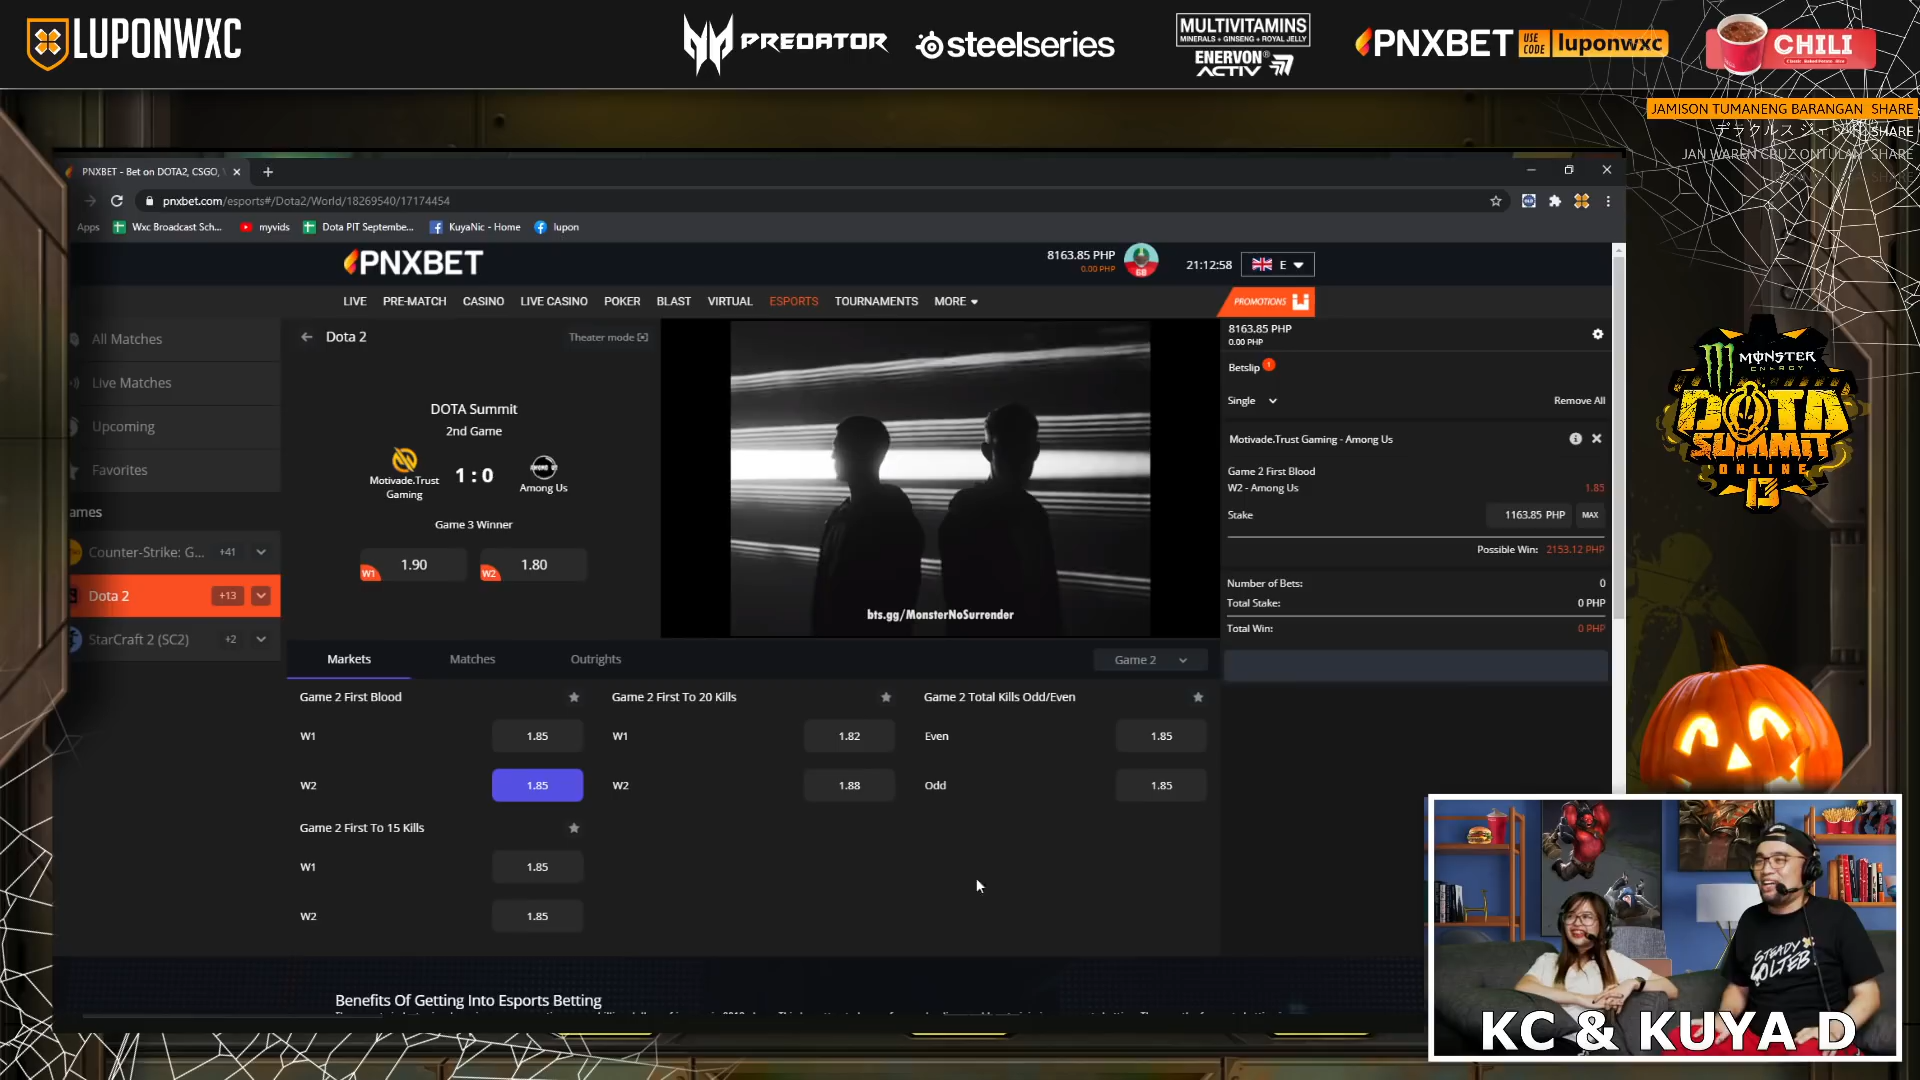 LUPONWXC
PREDATOR
steelseries
MULTIVITAMINS
MINERALS + GINSENG + ROYAL JELLY
ENERVON
ACTIV
PNXBET
USE CODE luponwxc
CHILI
JAMISON TUMANENG BARANGAN SHARE
SHARE
JAN WAREN CRUZ ONTULAN SHARE
SHARE
PNXBET - Bet on DOTA2, CSGO,
pnxbet.com/esports#/Dota2/World/18269540/17174454
Apps
Wxc Broadcast Sch...
myvids
Dota PIT Septembe...
KuyaNic - Home
lupon
PNXBET
8163.85 PHP
0.00 PHP
68
21:12:58
E
LIVE
PRE-MATCH
CASINO
LIVE CASINO
POKER
BLAST
VIRTUAL
ESPORTS
TOURNAMENTS
MORE
PROMOTIONS
All Matches
Live Matches
Upcoming
Favorites
ames
Counter-Strike: G... +41
Dota 2 +13
StarCraft 2 (SC2) +2
Dota 2
Theater mode
DOTA Summit
2nd Game
Motivade.Trust Gaming
1 : 0
Among Us
Game 3 Winner
W1 1.90
W2 1.80
bts.gg/MonsterNoSurrender
8163.85 PHP
0.00 PHP
Betslip 1
Single
Remove All
Motivade.Trust Gaming - Among Us
Game 2 First Blood
W2 - Among Us 1.85
Stake 1163.85 PHP MAX
Possible Win: 2153.12 PHP
Number of Bets: 0
Total Stake: 0 PHP
Total Win: 0 PHP
Markets
Matches
Outrights
Game 2
Game 2 First Blood
W1 1.85
W2 1.85
Game 2 First To 20 Kills
W1 1.82
W2 1.88
Game 2 Total Kills Odd/Even
Even 1.85
Odd 1.85
Game 2 First To 15 Kills
W1 1.85
W2 1.85
Benefits Of Getting Into Esports Betting
MONSTER
ENERGY
DOTA
SUMMIT
ONLINE
13
STEADY
KC & KUYA D